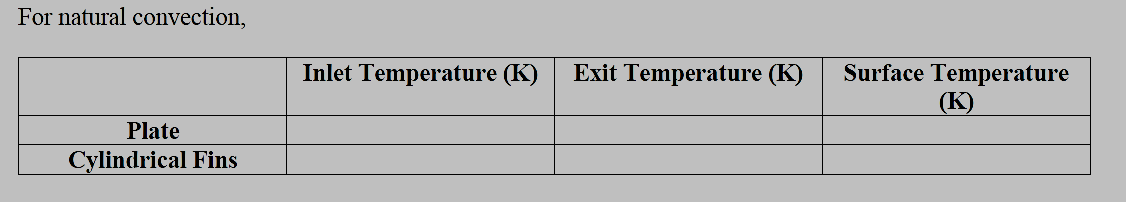 For natural convection,
Inlet Temperature (K) Exit Temperature (K) Surface Temperature
(K)
Plate
Cylindrical Fins